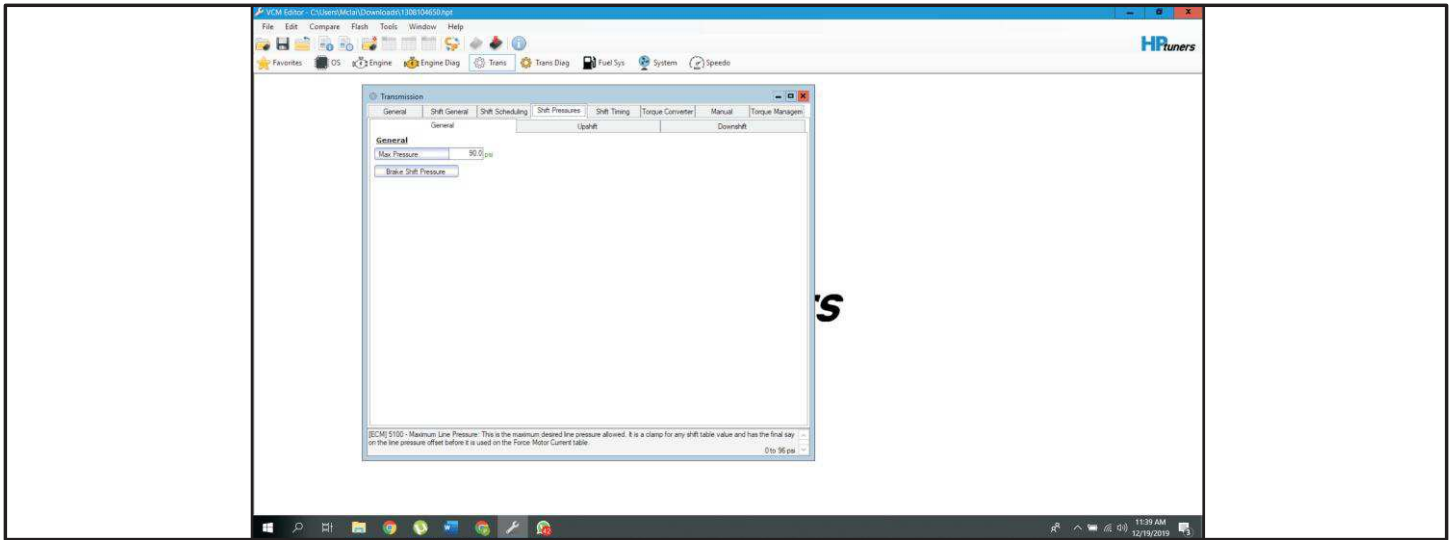 VCM Editor - C:\Users\Mclai\Downloads\1308104650.hpt
File Edit Compare Flash Tools Window Help
HPtuners
Favorites OS Engine Engine Diag Trans Trans Diag Fuel Sys System Speedo
Transmission
General Shift General Shift Scheduling Shift Pressures Shift Timing Torque Converter Manual Torque Managem
General Upshift Downshift
General
Max Pressure 90.0 psi
Brake Shift Pressure
rs
[ECM] 5100 - Maximum Line Pressure: This is the maximum desired line pressure allowed. It is a clamp for any shift table value and has the final say
on the line pressure offset before it is used on the Force Motor Current table.
0 to 96 psi
11:39 AM
12/19/2019